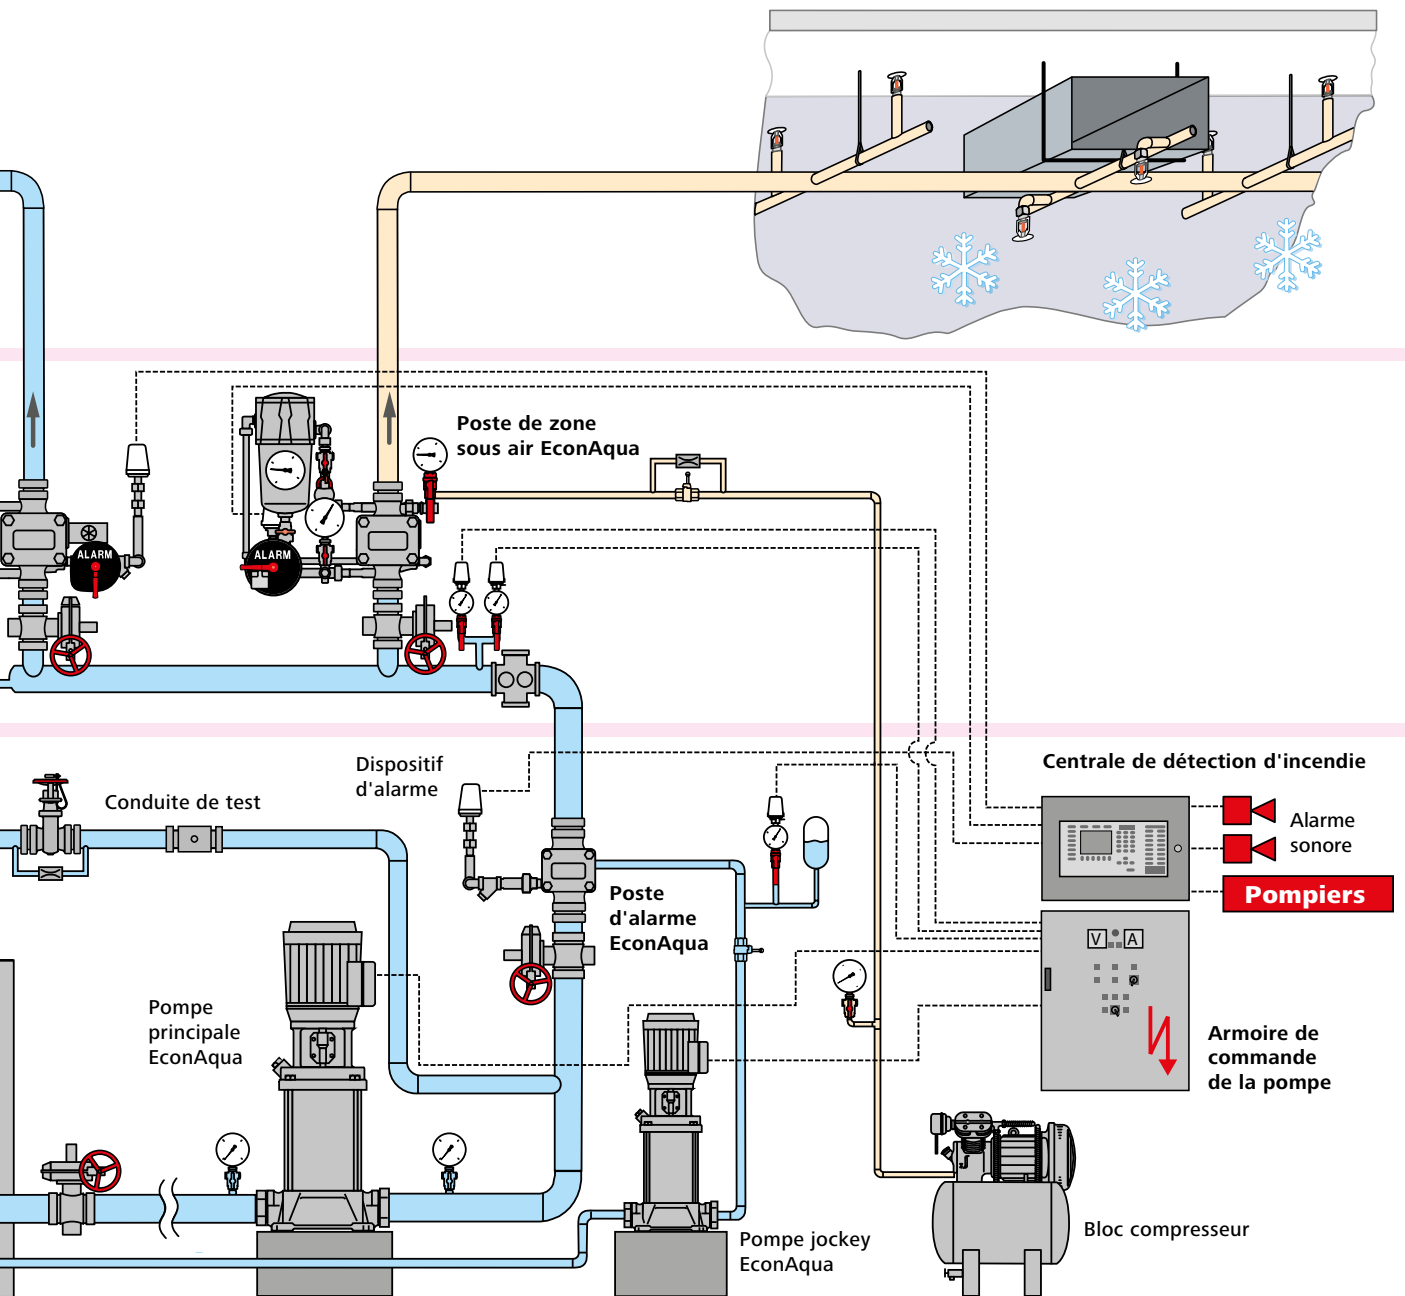 Poste de zone
sous air EconAqua
ALARM
ALARM
Dispositif
d'alarme
Conduite de test
Centrale de détection d'incendie
Alarme
sonore
Pompiers
Poste
d'alarme
EconAqua
V A
Pompe
principale
EconAqua
Armoire de
commande
de la pompe
Pompe jockey
EconAqua
Bloc compresseur